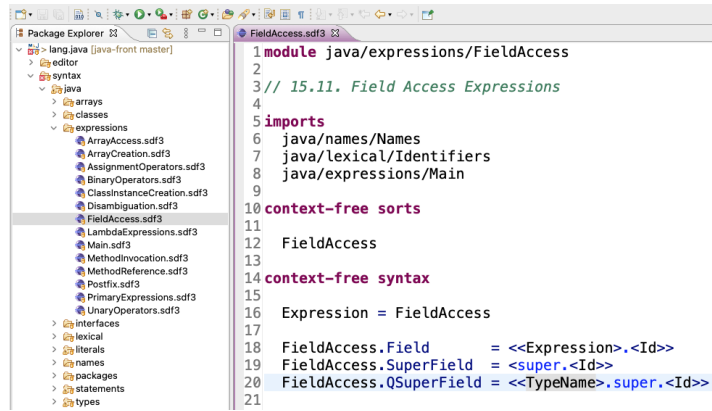 Package Explorer
> lang.java [java-front master]
editor
syntax
java
arrays
classes
expressions
ArrayAccess.sdf3
ArrayCreation.sdf3
AssignmentOperators.sdf3
BinaryOperators.sdf3
ClassInstanceCreation.sdf3
Disambiguation.sdf3
FieldAccess.sdf3
LambdaExpressions.sdf3
Main.sdf3
MethodInvocation.sdf3
MethodReference.sdf3
Postfix.sdf3
PrimaryExpressions.sdf3
UnaryOperators.sdf3
interfaces
lexical
literals
names
packages
statements
types
FieldAccess.sdf3
1 module java/expressions/FieldAccess
2
3 // 15.11. Field Access Expressions
4
5 imports
6 java/names/Names
7 java/lexical/Identifiers
8 java/expressions/Main
9
10 context-free sorts
11
12 FieldAccess
13
14 context-free syntax
15
16 Expression = FieldAccess
17
18 FieldAccess.Field = <<Expression>.<Id>>
19 FieldAccess.SuperField = <super.<Id>>
20 FieldAccess.QSuperField = <<TypeName>.super.<Id>>
21